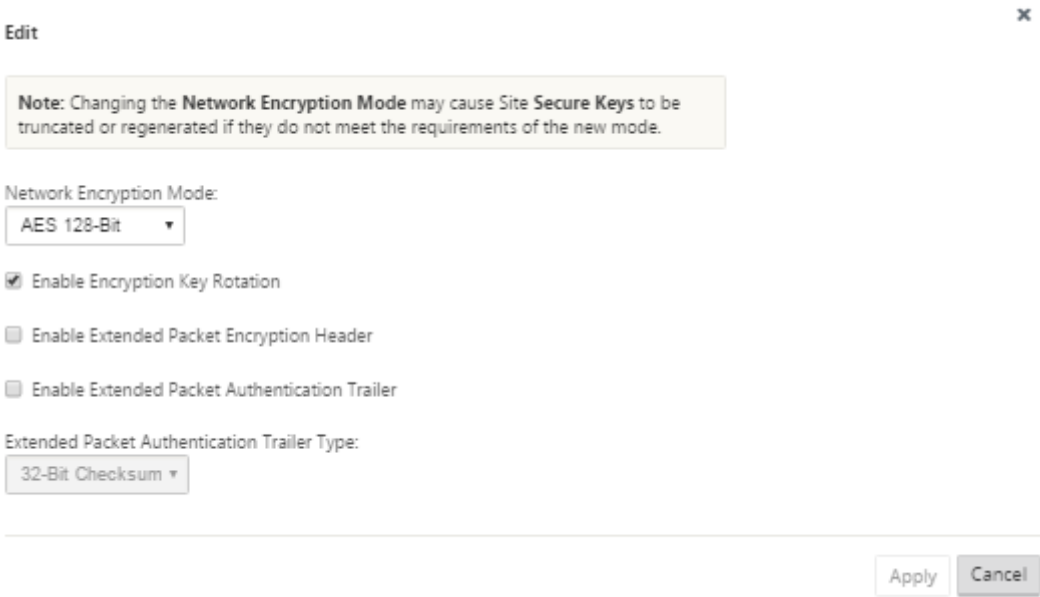 Edit
Note: Changing the Network Encryption Mode may cause Site Secure Keys to be
truncated or regenerated if they do not meet the requirements of the new mode.
Network Encryption Mode:
AES 128-Bit
Enable Encryption Key Rotation
Enable Extended Packet Encryption Header
Enable Extended Packet Authentication Trailer
Extended Packet Authentication Trailer Type:
32-Bit Checksum
Apply Cancel